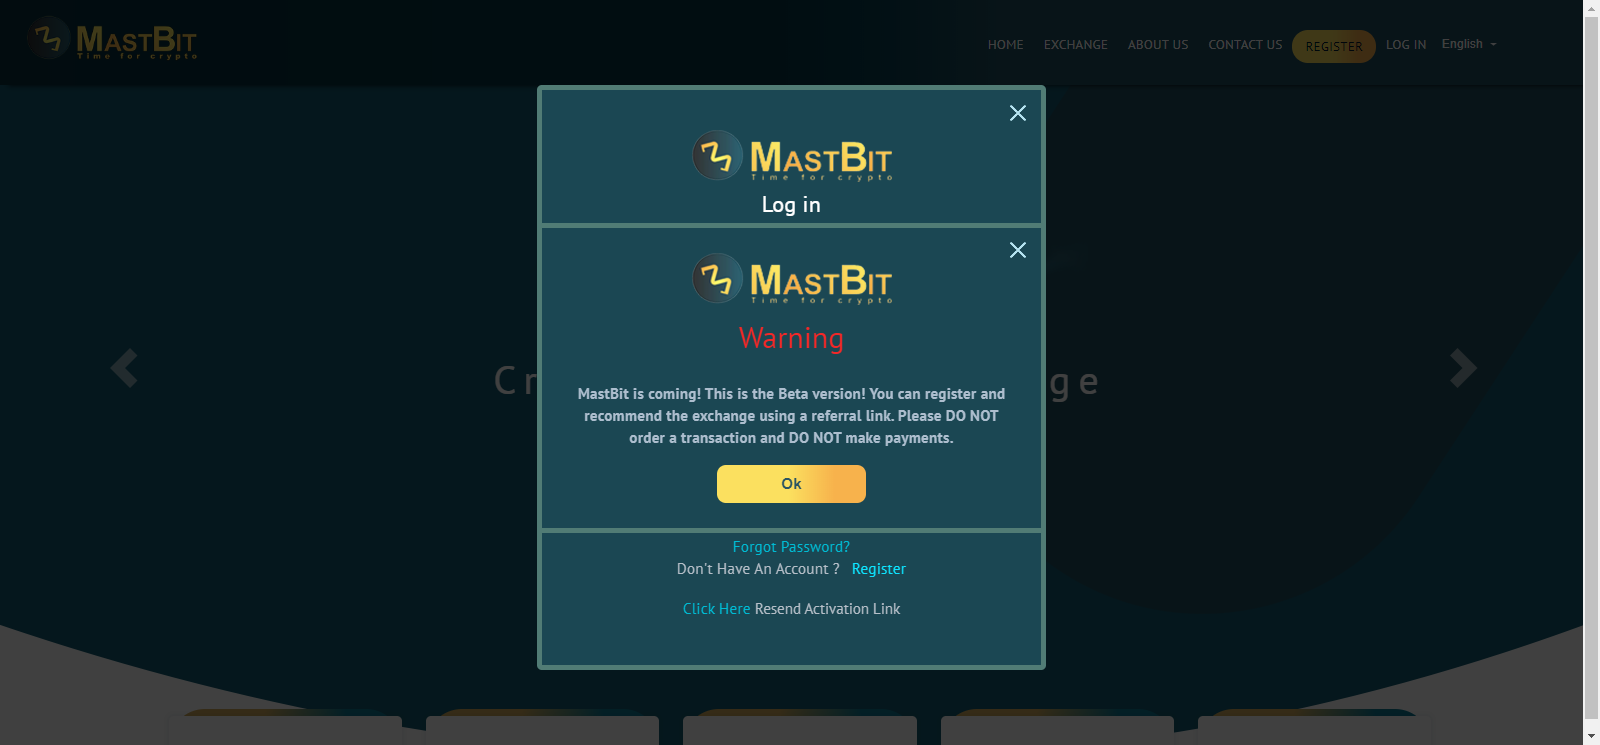 MASTBIT
Time for crypto
HOME
EXCHANGE
ABOUT US
CONTACT US
REGISTER
LOG IN
English
MASTBIT
Time for crypto
Log in
MASTBIT
Time for crypto
Warning
MastBit is coming! This is the Beta version! You can register and
recommend the exchange using a referral link. Please DO NOT
order a transaction and DO NOT make payments.
Ok
Forgot Password?
Don't Have An Account ? Register
Click Here Resend Activation Link